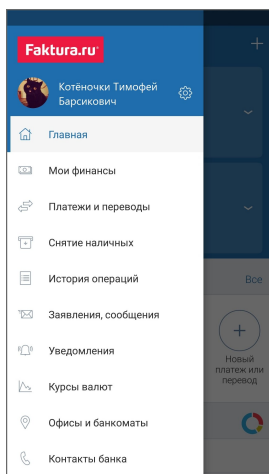 Faktura.ru
Котёночки Тимофей
Барсикович
Главная
Мои финансы
Платежи и переводы
Снятие наличных
История операций
Все
Заявления, сообщения
Уведомления
Новый
платеж или
перевод
Курсы валют
Офисы и банкоматы
Контакты банка